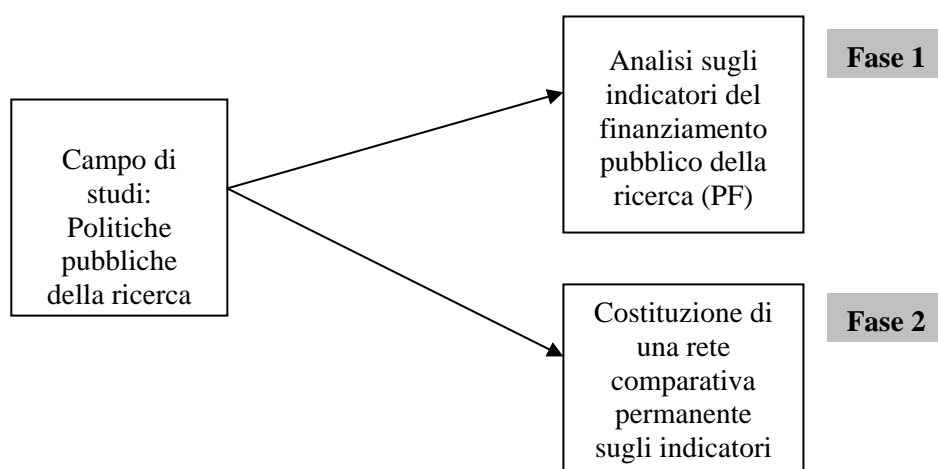 Campo di
studi:
Politiche
pubbliche
della ricerca
Analisi sugli
indicatori del
finanziamento
pubblico della
ricerca (PF)
Fase 1
Costituzione di
una rete
comparativa
permanente
sugli indicatori
Fase 2